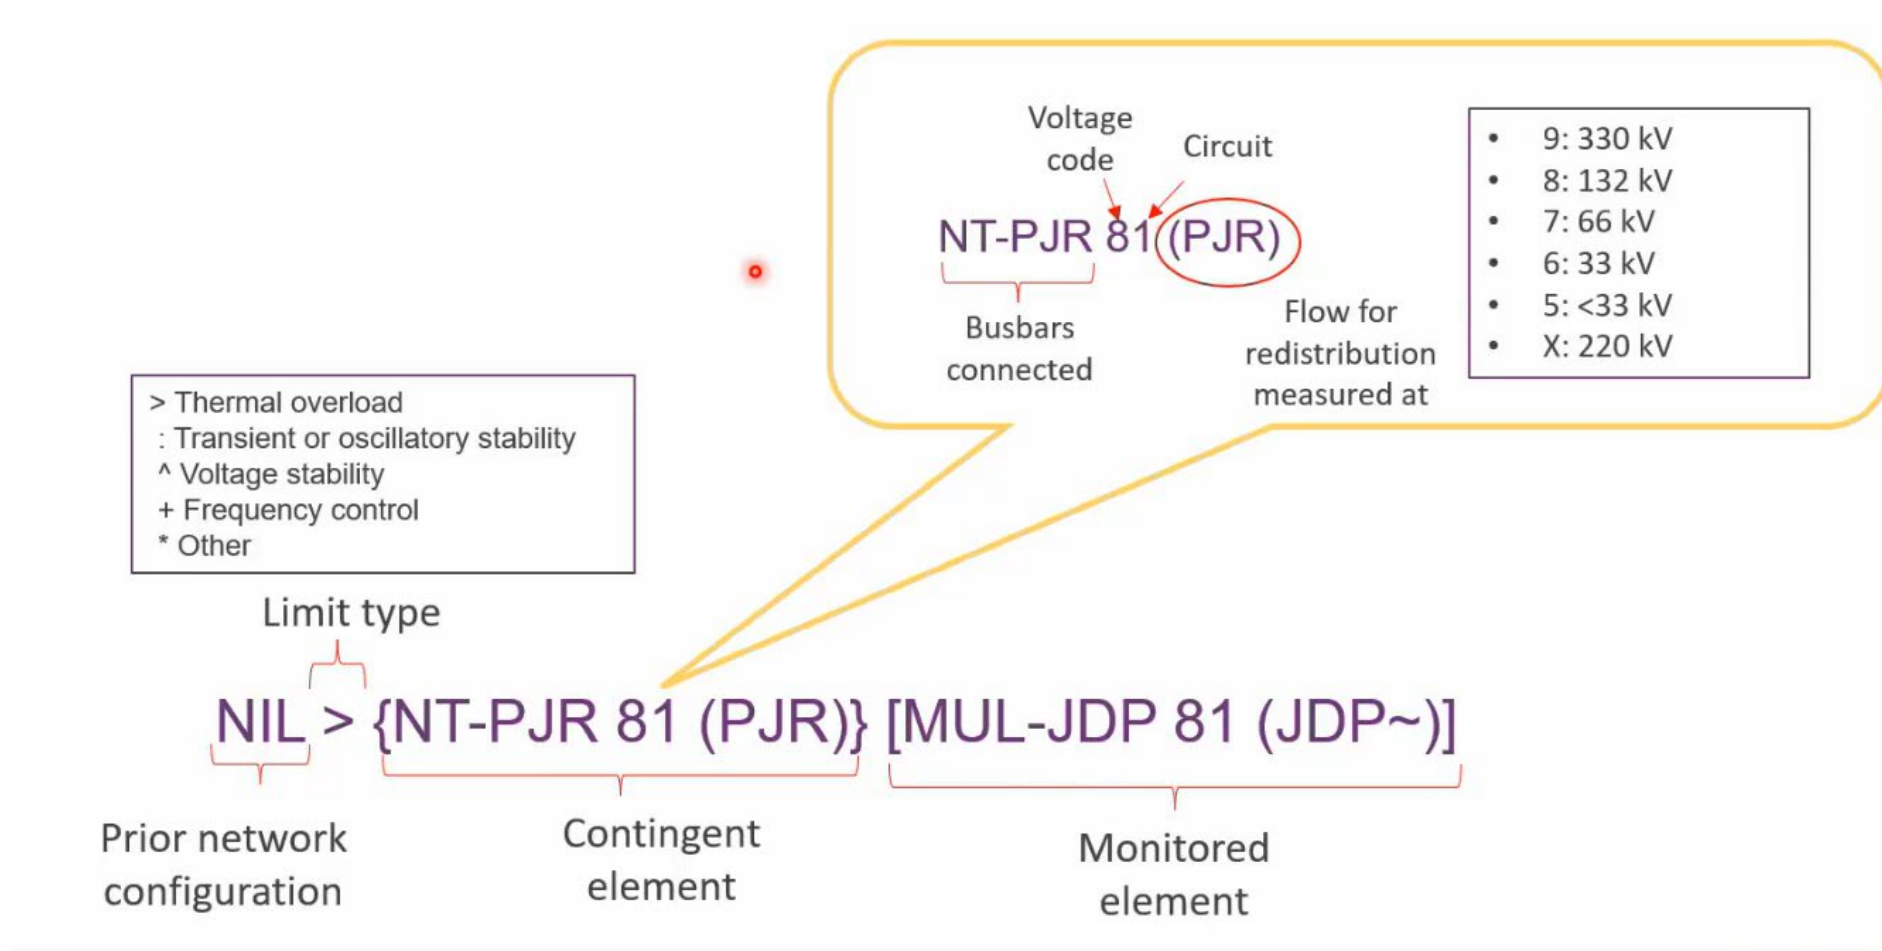 Voltage
code
Circuit
NT-PJR 81 (PJR)
Busbars
connected
Flow for
redistribution
measured at
• 9: 330 kV
• 8: 132 kV
• 7: 66 kV
• 6: 33 kV
• 5: <33 kV
• X: 220 kV
> Thermal overload
: Transient or oscillatory stability
^ Voltage stability
+ Frequency control
* Other
Limit type
NIL > {NT-PJR 81 (PJR)} [MUL-JDP 81 (JDP~)]
Prior network
configuration
Contingent
element
Monitored
element